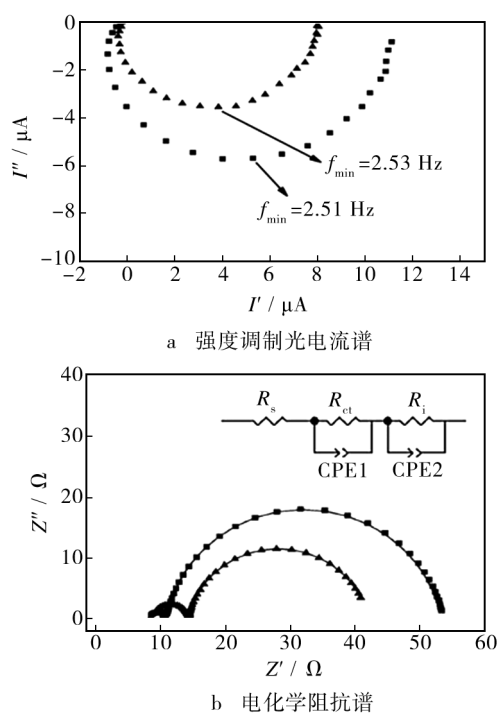 0
−2
−4
−6
−8
−10
I″ / μA
f_min=2.53 Hz
f_min=2.51 Hz
−2 0 2 4 6 8 10 12 14
I′ / μA
a 强度调制光电流谱
40
30
20
10
0
Z″ / Ω
R_s R_ct R_i
CPE1 CPE2
0 10 20 30 40 50 60
Z′ / Ω
b 电化学阻抗谱